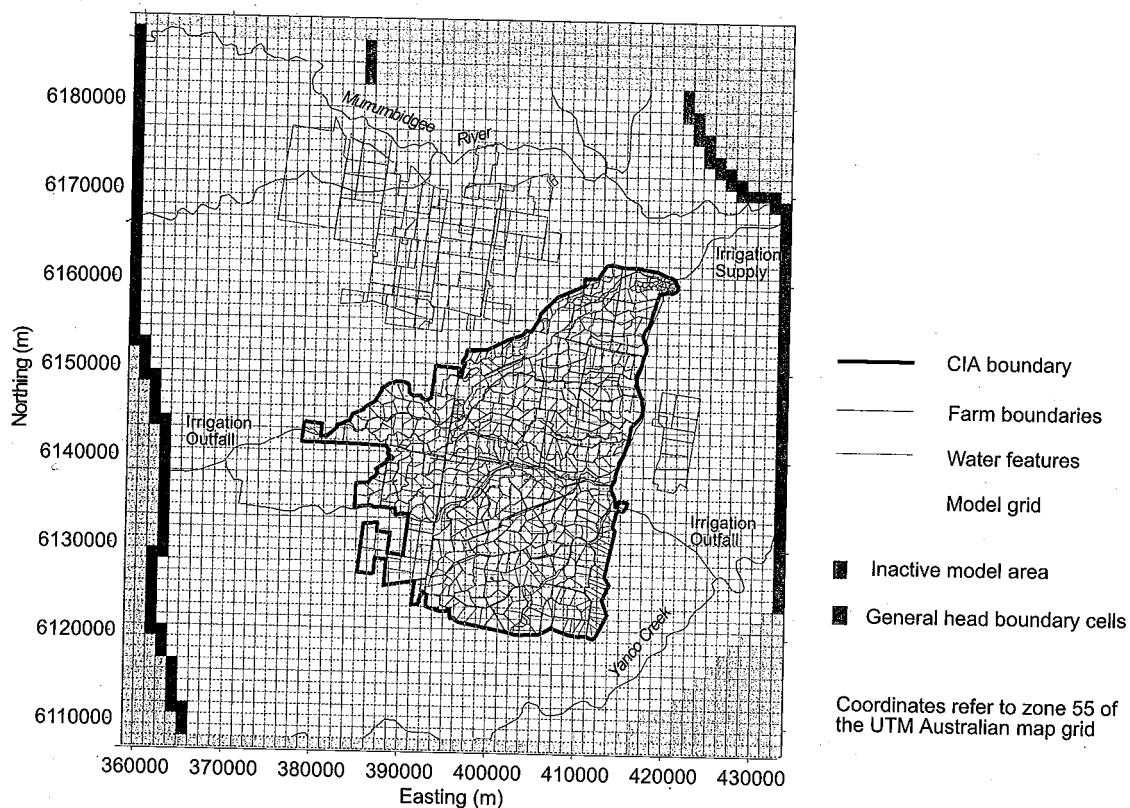 6180000
6170000
6160000
6150000
6140000
6130000
6120000
6110000
Northing (m)
Murrumbidgee
River
Irrigation
Supply
Irrigation
Outfall
Irrigation
Outfall
Yanco Creek
360000 370000 380000 390000 400000 410000 420000 430000
Easting (m)
CIA boundary
Farm boundaries
Water features
Model grid
Inactive model area
General head boundary cells
Coordinates refer to zone 55 of
the UTM Australian map grid